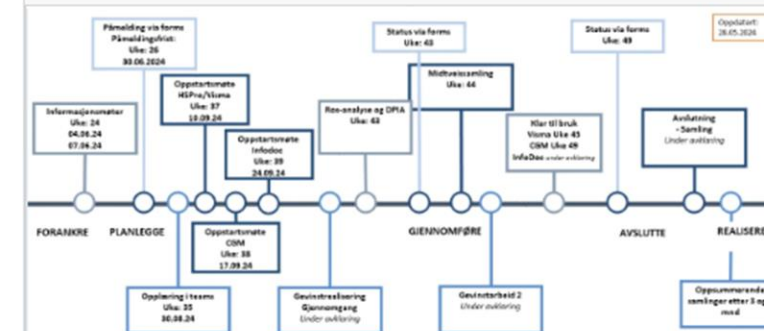 Påmelding via forms
Påmeldingsfrist:
Uke: 26
30.06.2024
Status via forms
Uke: 43
Status via forms
Uke: 49
Oppdatert:
28.05.2024
Oppstartsmøte
HSPro/Visma
Uke: 37
10.09.24
Midtveissamling
Uke: 44
Informasjonsmøter
Uke: 24
04.06.24
07.06.24
Ros-analyse og DPIA
Uke: 43
Klar til bruk
Visma Uke 45
CGM Uke 49
InfoDoc under avklaring
Avslutning
- Samling
Under avklaring
Oppstartsmøte
Infodoc
Uke: 39
24.09.24
FORANKRE
PLANLEGGE
GJENNOMFØRE
AVSLUTTE
REALISERE
Oppstartsmøte
CGM
Uke: 38
17.09.24
Opplæring i teams
Uke: 35
30.08.24
Gevinstrealisering
Gjennomgang
Under avklaring
Gevinstarbeid 2
Under avklaring
Oppsummerende
samlinger etter 3 og
mnd